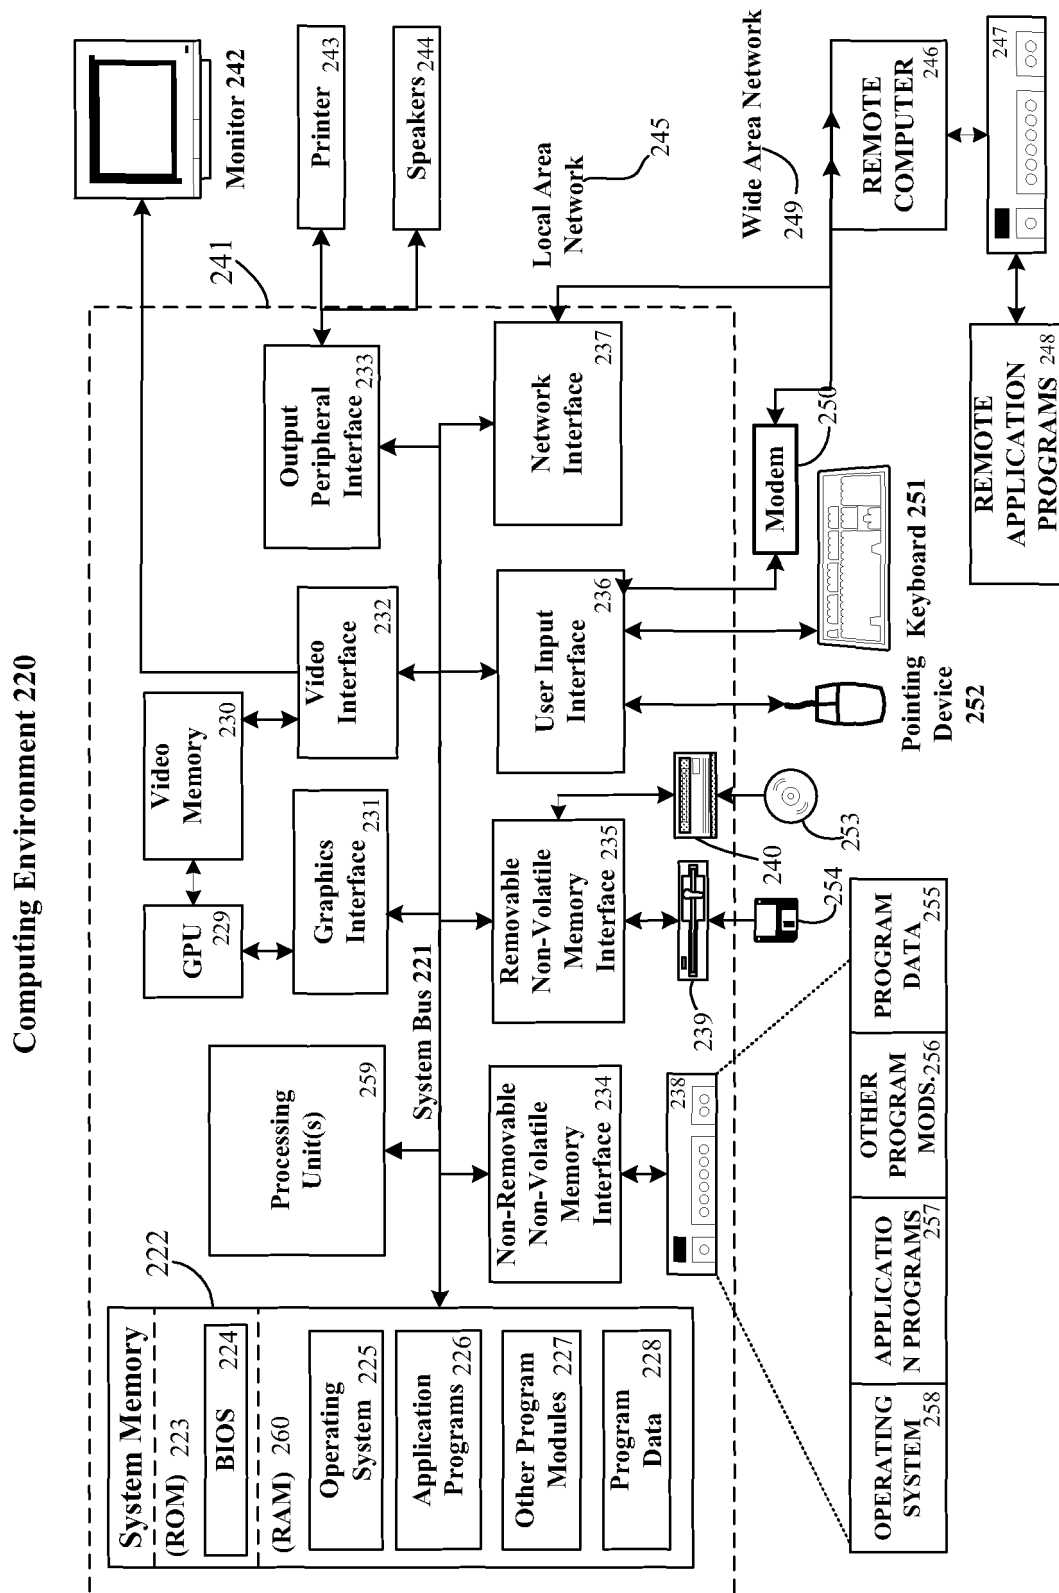 Computing Environment 220
System Memory
222
(ROM) 223
BIOS 224
(RAM) 260
Operating
System 225
Application
Programs 226
Other Program
Modules 227
Program
Data 228
Processing
Unit(s)
259
System Bus 221
GPU
229
Video
Memory
230
Graphics
Interface
231
Video
Interface
232
Output
Peripheral
Interface 233
241
Monitor 242
Printer
243
Speakers
244
Non-Removable
Non-Volatile
Memory
Interface 234
Removable
Non-Volatile
Memory
Interface 235
User Input
Interface 236
Network
Interface
237
Local Area
Network
245
238
239
240
254
253
Pointing
Device
252
Keyboard 251
Modem
250
Wide Area Network
249
REMOTE
COMPUTER
246
247
REMOTE
APPLICATION
PROGRAMS 248
OPERATING
SYSTEM
258
APPLICATIO
N PROGRAMS
257
OTHER
PROGRAM
MODS. 256
PROGRAM
DATA
255